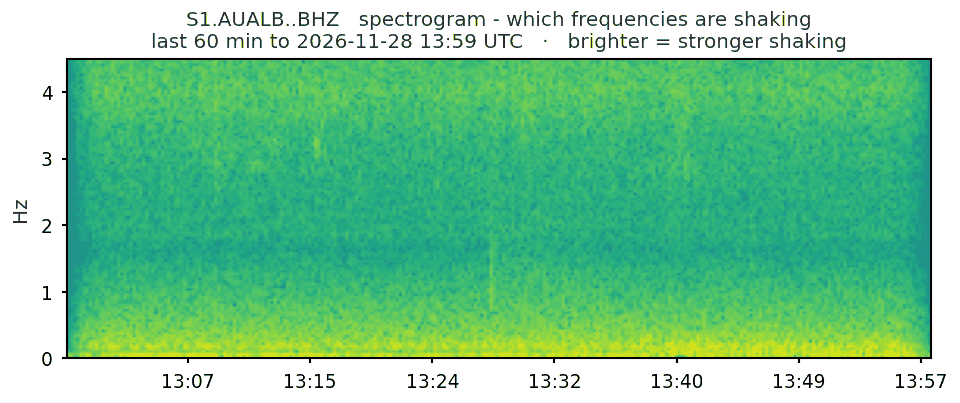 S1.AUALB..BHZ   spectrogram - which frequencies are shaking
last 60 min to 2026-11-28 13:59 UTC   ·   brighter = stronger shaking
4
3
Hz
2
1
0
13:07 13:15 13:24 13:32 13:40 13:49 13:57